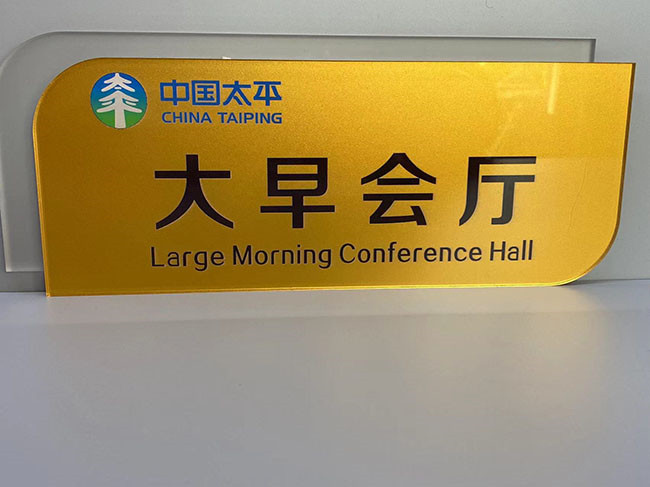 中国太平
CHINA TAIPING
大早会厅
Large Morning Conference Hall